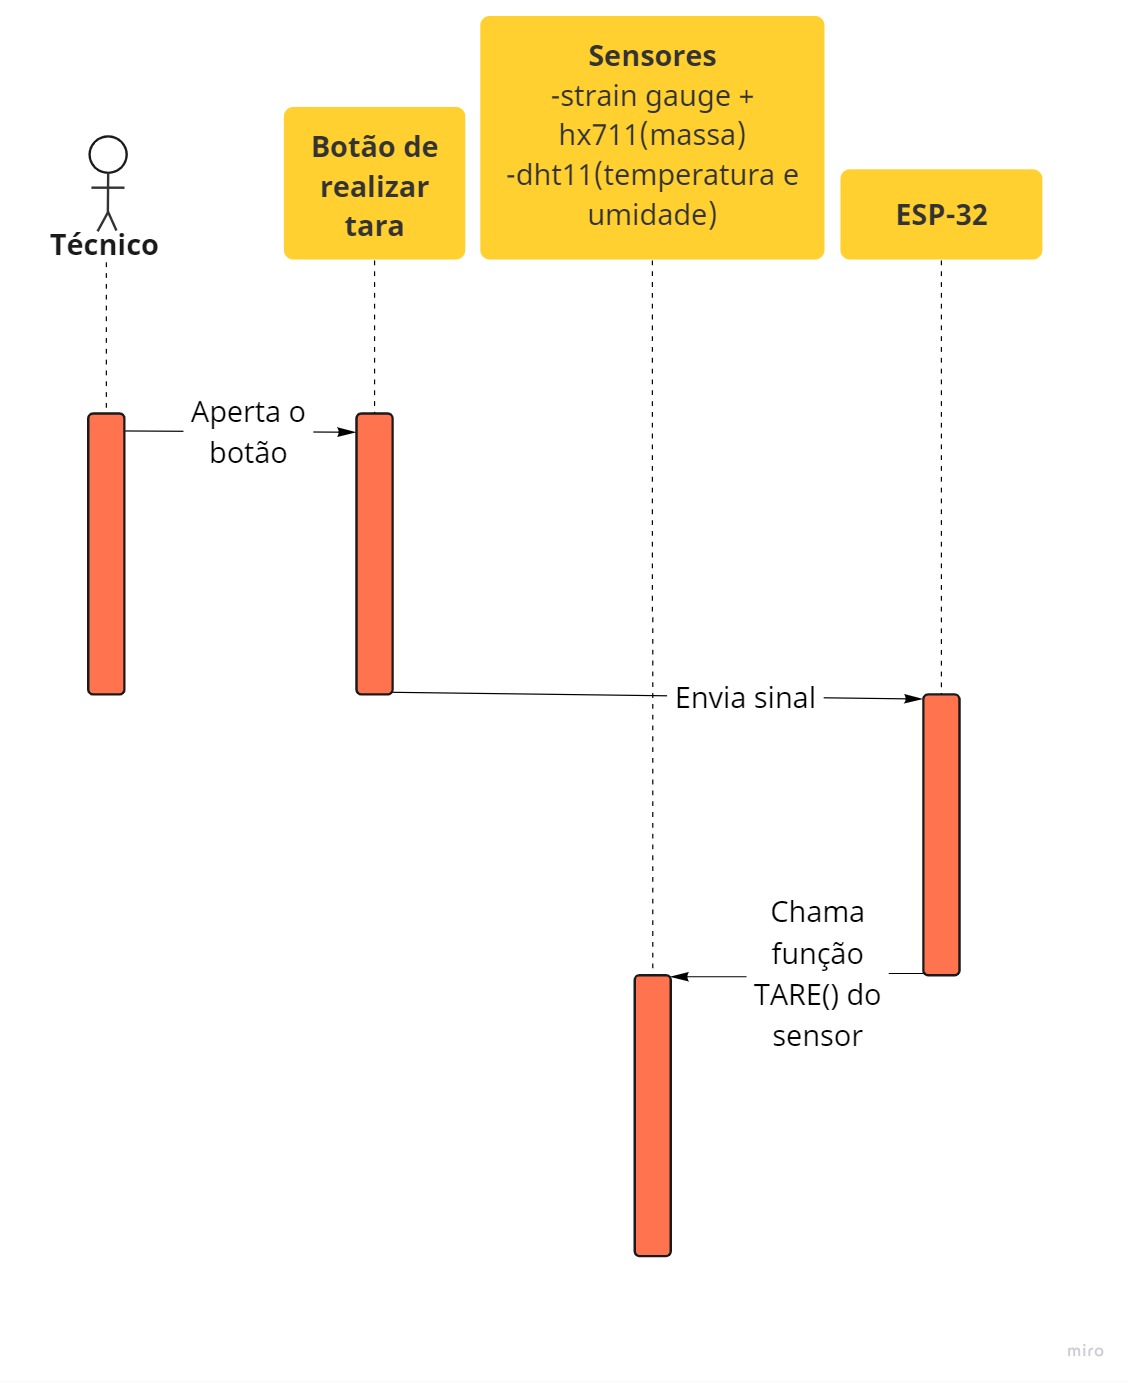 Técnico
Botão de
realizar
tara
Sensores
-strain gauge +
hx711(massa)
-dht11(temperatura e
umidade)
ESP-32
Aperta o
botão
Envia sinal
Chama
função
TARE() do
sensor
miro